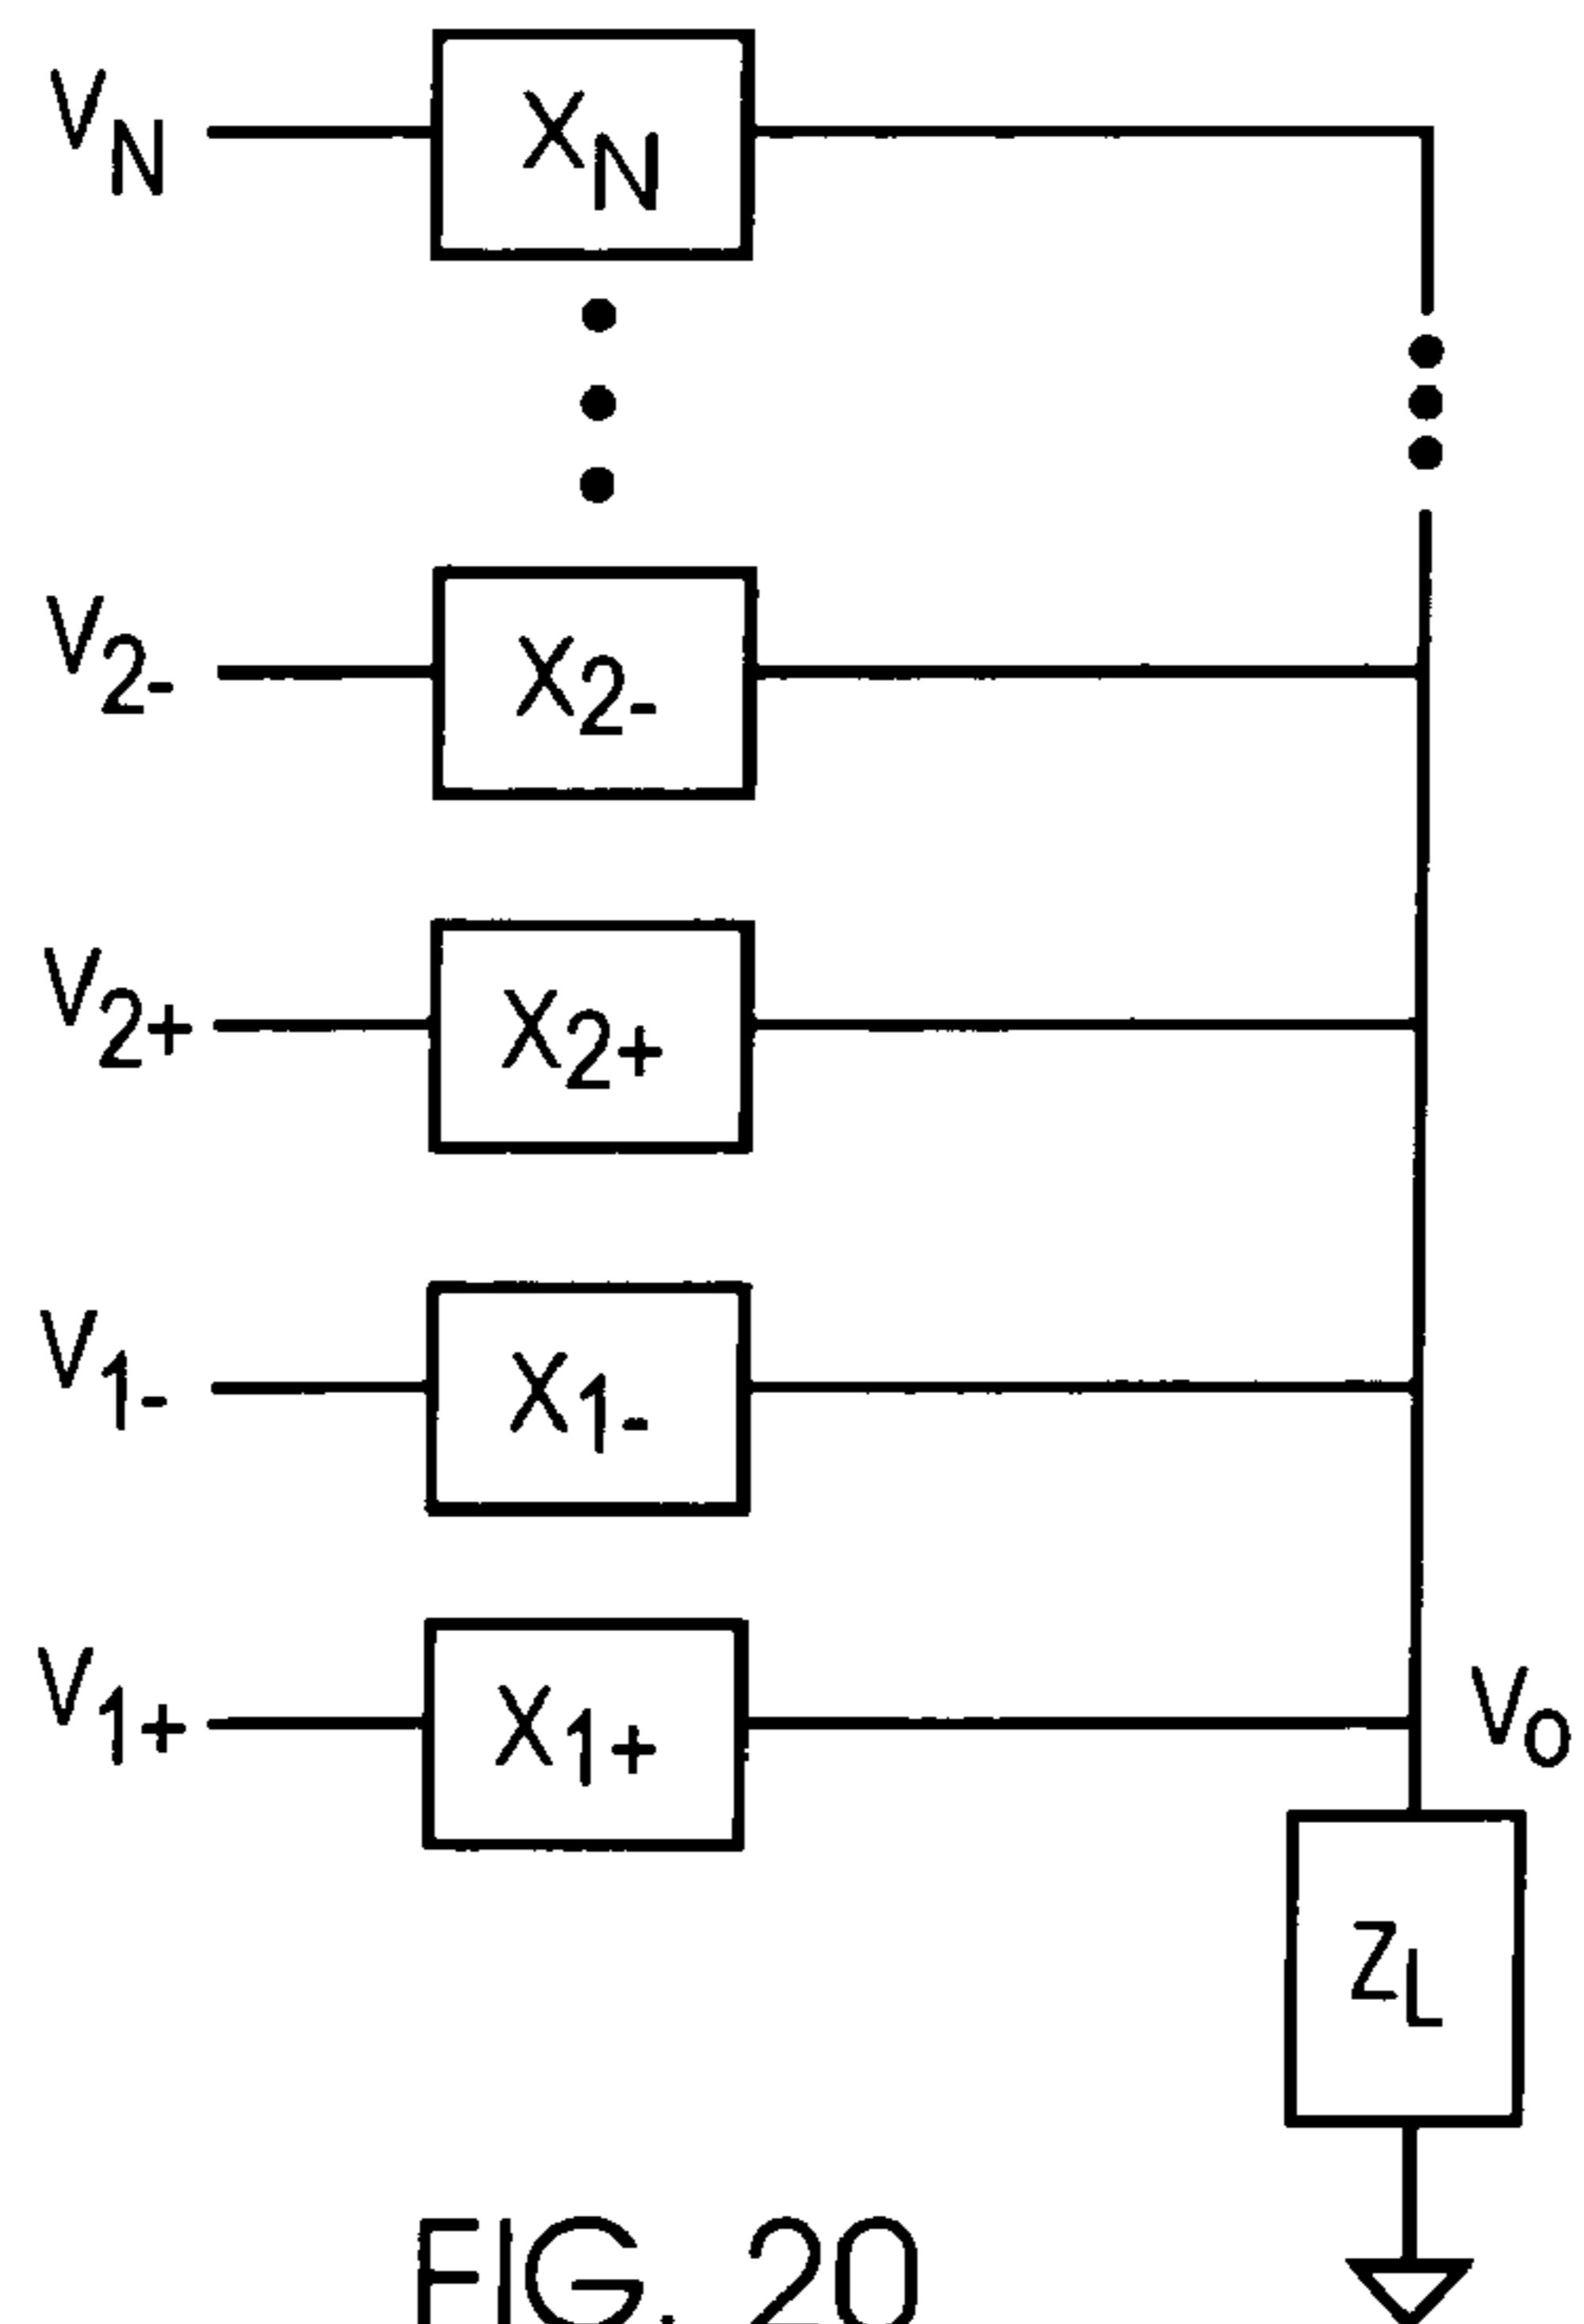 V_N X_N
V_2- X_2-
V_2+ X_2+
V_1- X_1-
V_1+ X_1+
V_O
Z_L
FIG. 20